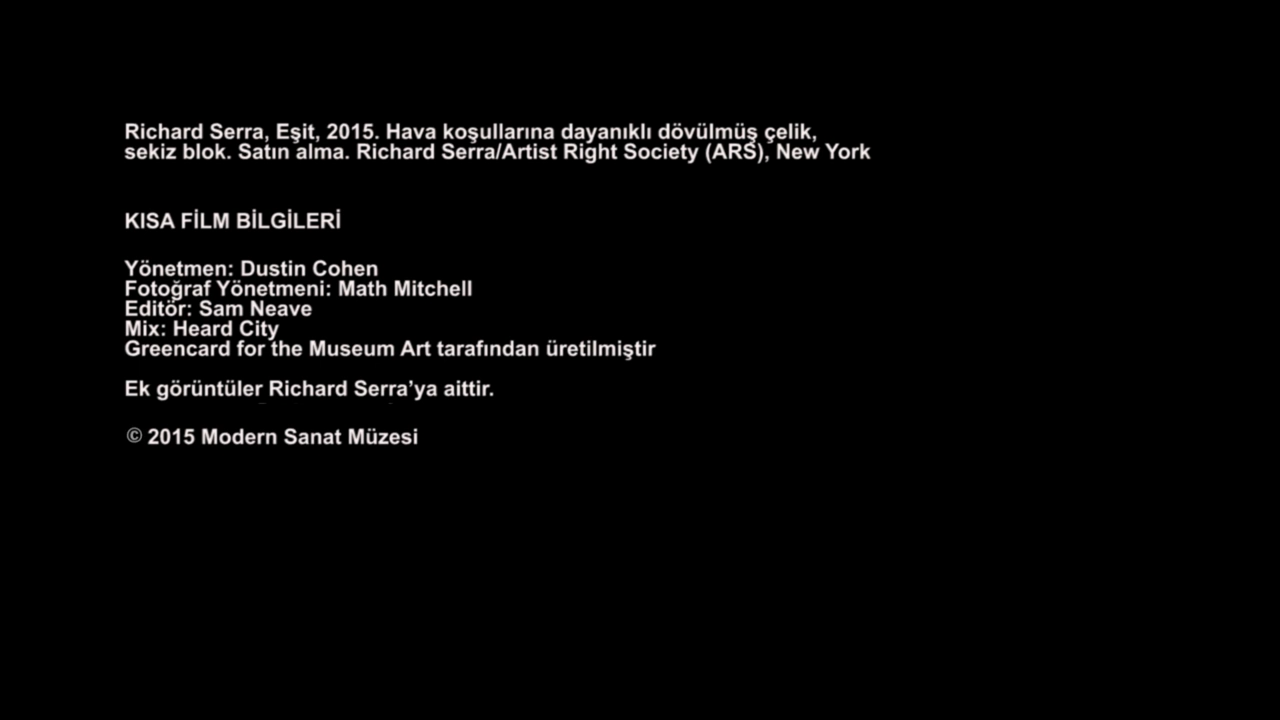 Richard Serra, Eşit, 2015. Hava koşullarına dayanıklı dövülmüş çelik,
sekiz blok. Satın alma. Richard Serra/Artist Right Society (ARS), New York
KISA FİLM BİLGİLERİ
Yönetmen: Dustin Cohen
Fotoğraf Yönetmeni: Math Mitchell
Editör: Sam Neave
Mix: Heard City
Greencard for the Museum Art tarafından üretilmiştir
Ek görüntüler Richard Serra’ya aittir.
© 2015 Modern Sanat Müzesi